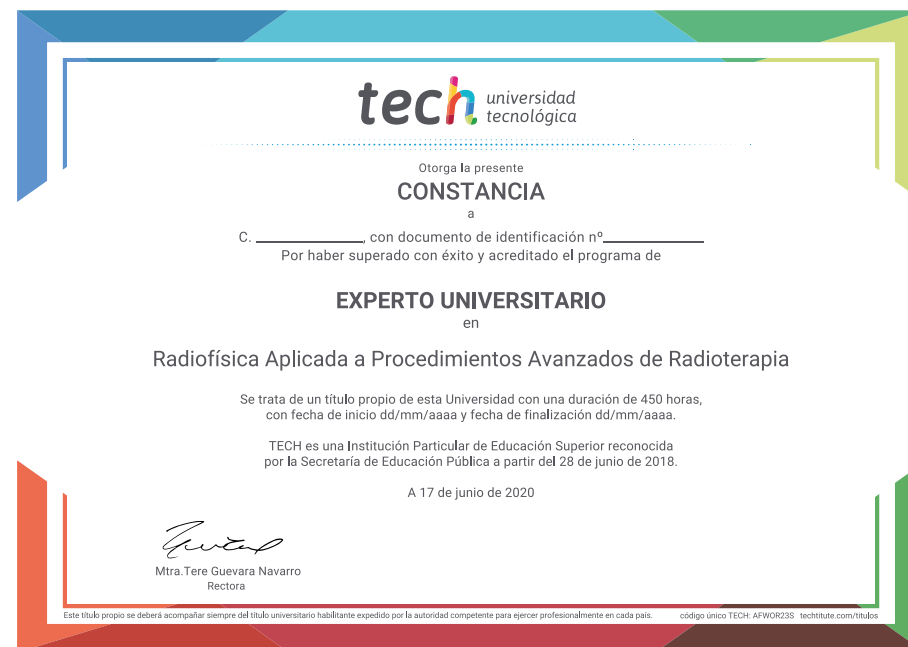 tech universidad
tecnológica
Otorga la presente
CONSTANCIA
a
C. ____________, con documento de identificación nº____________
Por haber superado con éxito y acreditado el programa de
EXPERTO UNIVERSITARIO
en
Radiofísica Aplicada a Procedimientos Avanzados de Radioterapia
Se trata de un título propio de esta Universidad con una duración de 450 horas,
con fecha de inicio dd/mm/aaaa y fecha de finalización dd/mm/aaaa.
TECH es una Institución Particular de Educación Superior reconocida
por la Secretaría de Educación Pública a partir del 28 de junio de 2018.
A 17 de junio de 2020
Mtra.Tere Guevara Navarro
Rectora
Este título propio se deberá acompañar siempre del título universitario habilitante expedido por la autoridad competente para ejercer profesionalmente en cada país. código único TECH: AFWOR23S techtitute.com/titulos